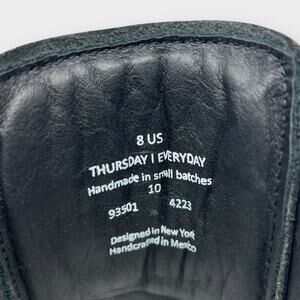 8 US
THURSDAY | EVERYDAY
Handmade in small batches
10
93501 4223
Designed in New York
Handcrafted in Mexico